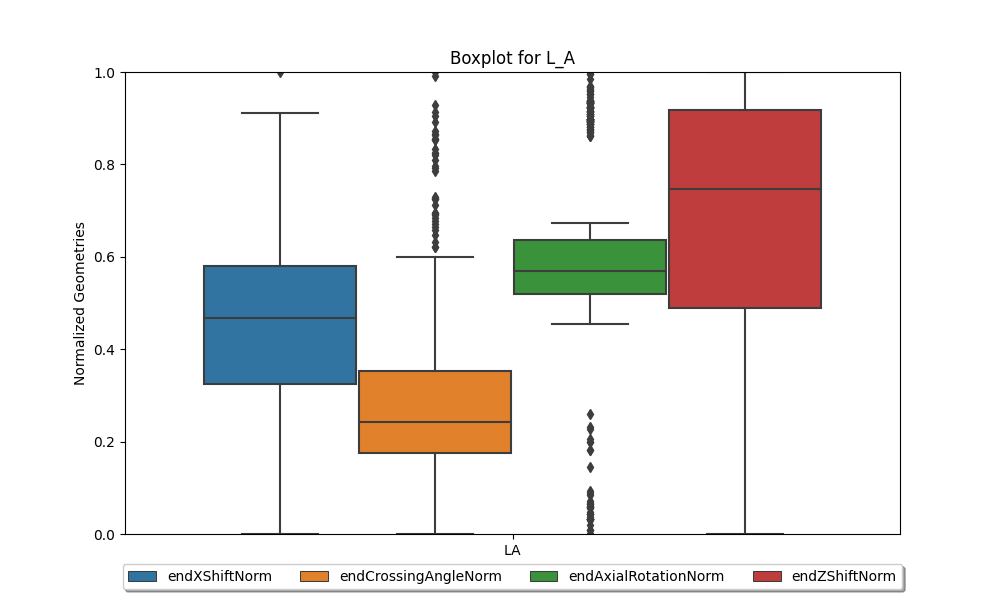 Boxplot for L_A
1.0
0.8
0.6
0.4
0.2
0.0
Normalized Geometries
LA
endXShiftNorm endCrossingAngleNorm endAxialRotationNorm endZShiftNorm